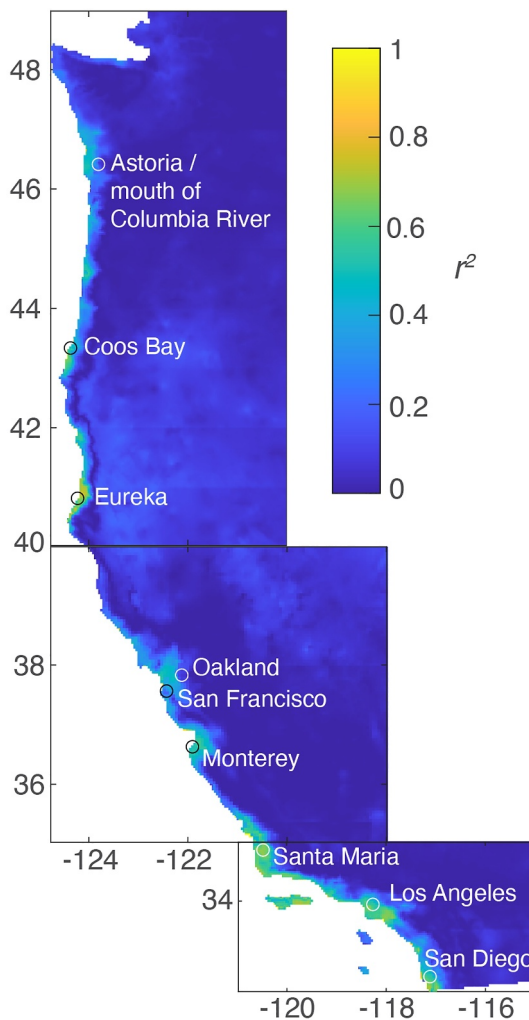 1
48
0.8
Astoria /
46
mouth of
Columbia River
0.6
r²
44
0.4
Coos Bay
0.2
42
Eureka
0
40
Oakland
38
San Francisco
Monterey
36
-124
-122
Santa Maria
34
Los Angeles
San Diego
-120
-118
-116